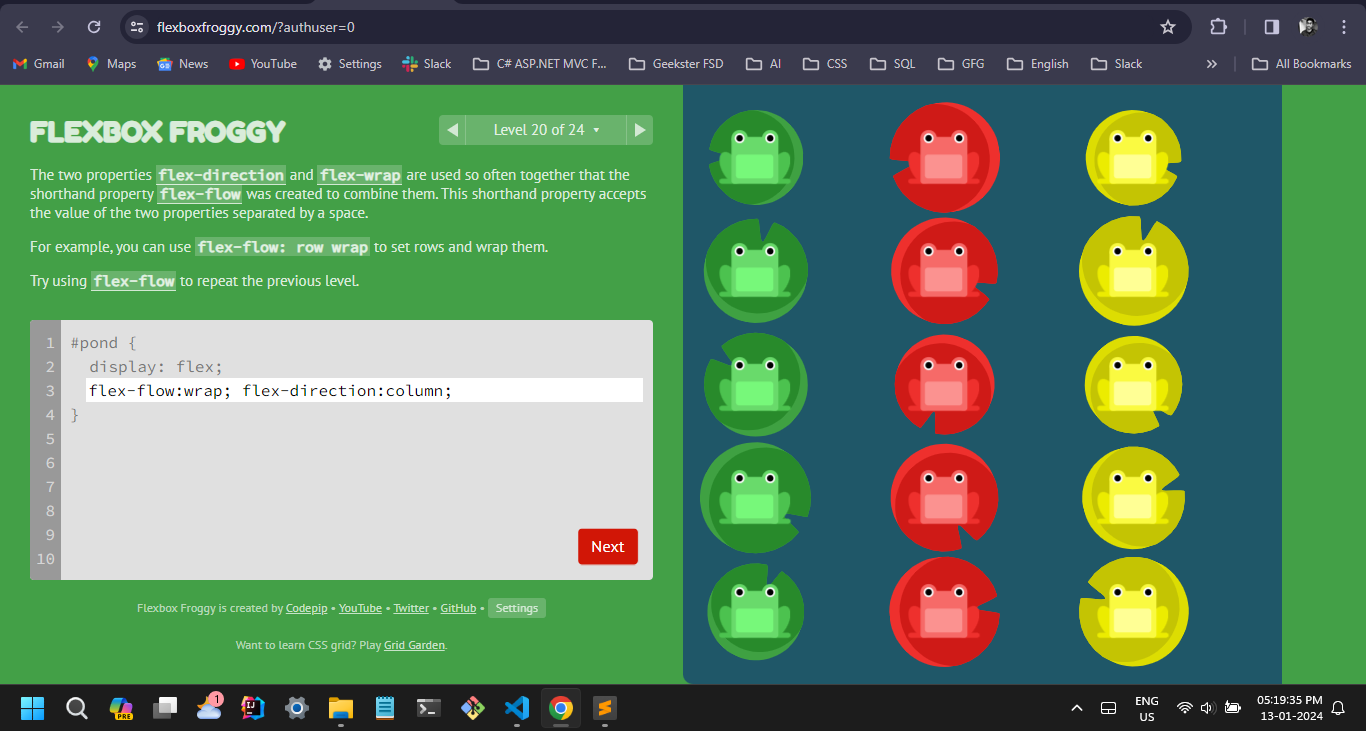 flexboxfroggy.com/?authuser=0
Gmail Maps News YouTube Settings Slack C# ASP.NET MVC F... Geekster FSD AI CSS SQL GFG English Slack » All Bookmarks
FLEXBOX FROGGY
Level 20 of 24
The two properties flex-direction and flex-wrap are used so often together that the
shorthand property flex-flow was created to combine them. This shorthand property accepts
the value of the two properties separated by a space.
For example, you can use flex-flow: row wrap to set rows and wrap them.
Try using flex-flow to repeat the previous level.
1 #pond {
2 display: flex;
3 flex-flow:wrap; flex-direction:column;
4 }
5
6
7
8
9
10
Next
Flexbox Froggy is created by Codepip • YouTube • Twitter • GitHub • Settings
Want to learn CSS grid? Play Grid Garden.
PRE
1
IJ
ENG
US
05:19:35 PM
13-01-2024